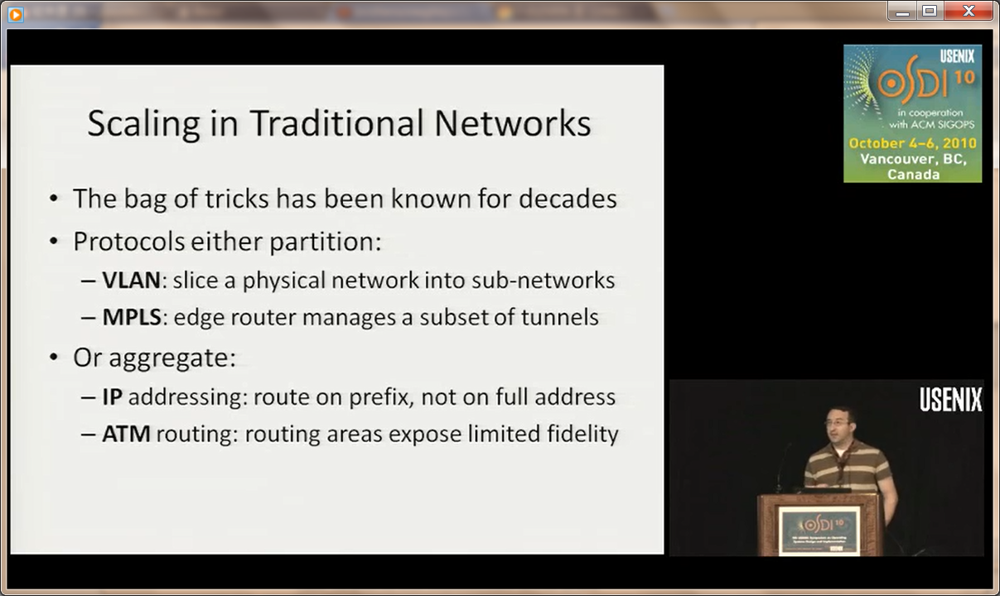 Scaling in Traditional Networks
• The bag of tricks has been known for decades
• Protocols either partition:
– VLAN: slice a physical network into sub-networks
– MPLS: edge router manages a subset of tunnels
• Or aggregate:
– IP addressing: route on prefix, not on full address
– ATM routing: routing areas expose limited fidelity
USENIX
OSDI 10
in cooperation
with ACM SIGOPS
October 4–6, 2010
Vancouver, BC,
Canada
USENIX
OSDI 10
USENIX